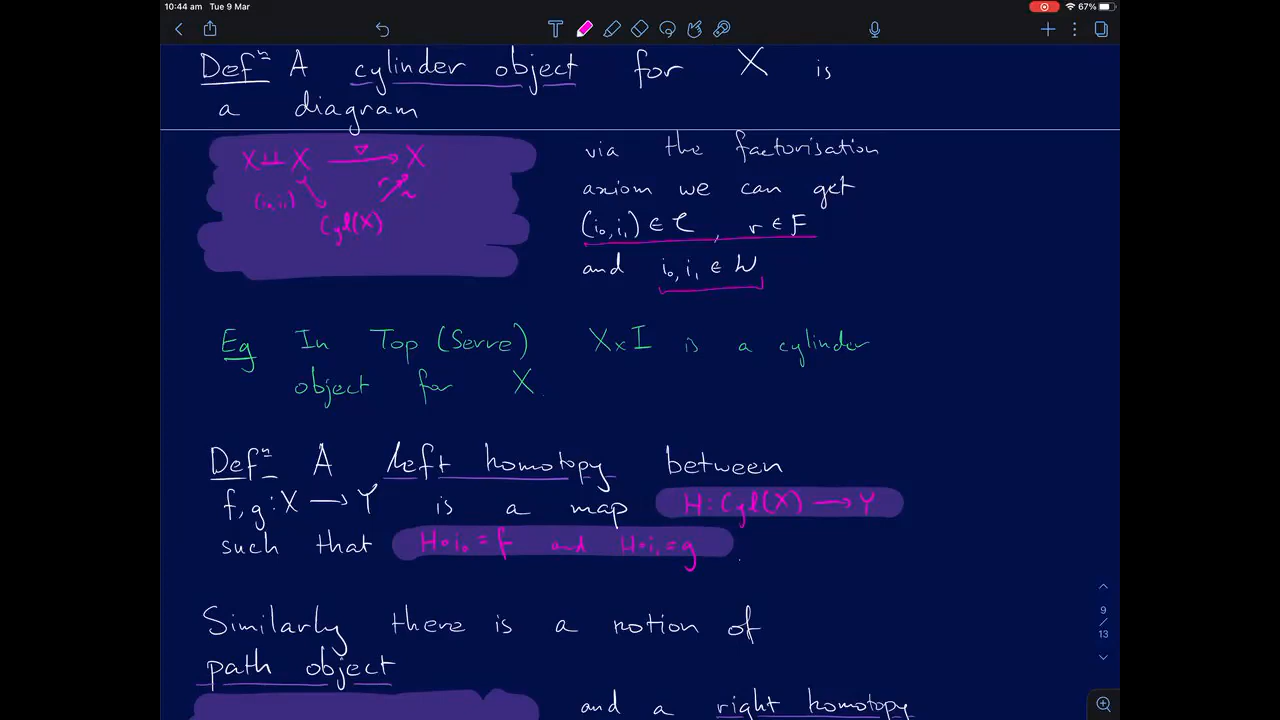 10:44 am Tue 9 Mar
67%
Defⁿ A cylinder object for X is
a diagram
X ⨿ X ⟶ X
∇
(i₀,i₁)
r ~
Cyl(X)
via the factorisation
axiom we can get
(i₀,i₁) ∈ C, r ∈ F
and i₀,i₁ ∈ W
Eg In Top (Serre) X×I is a cylinder
object for X.
Defⁿ A left homotopy between
f,g: X ⟶ Y is a map H: Cyl(X) ⟶ Y
such that H∘i₀ = f and H∘i₁ = g.
Similarly there is a notion of
path object
and a right homotopy
9
/
13